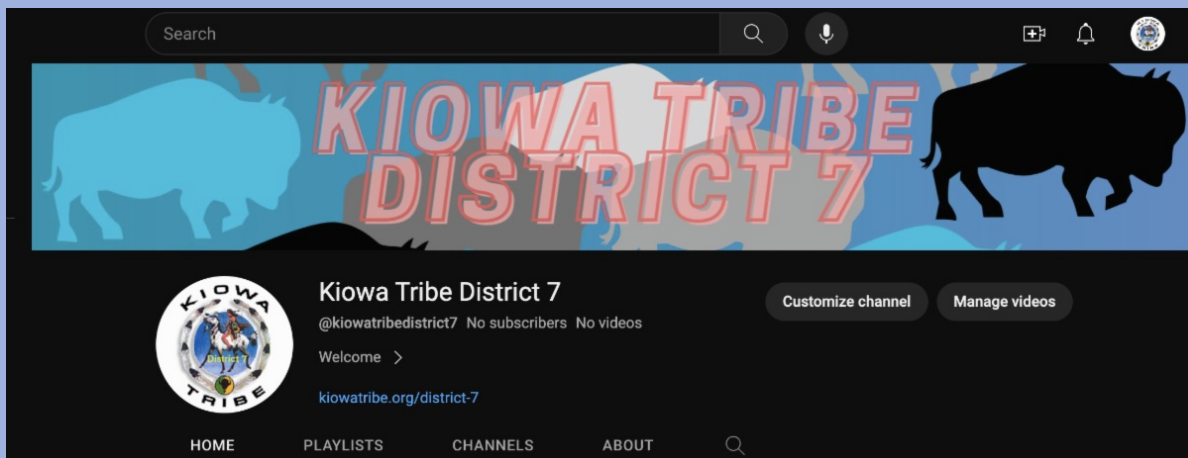 Search
KIOWA TRIBE
DISTRICT 7
KIOWA
District 7
TRIBE
Kiowa Tribe District 7
@kiowatribedistrict7 No subscribers No videos
Welcome >
kiowatribe.org/district-7
Customize channel Manage videos
HOME PLAYLISTS CHANNELS ABOUT